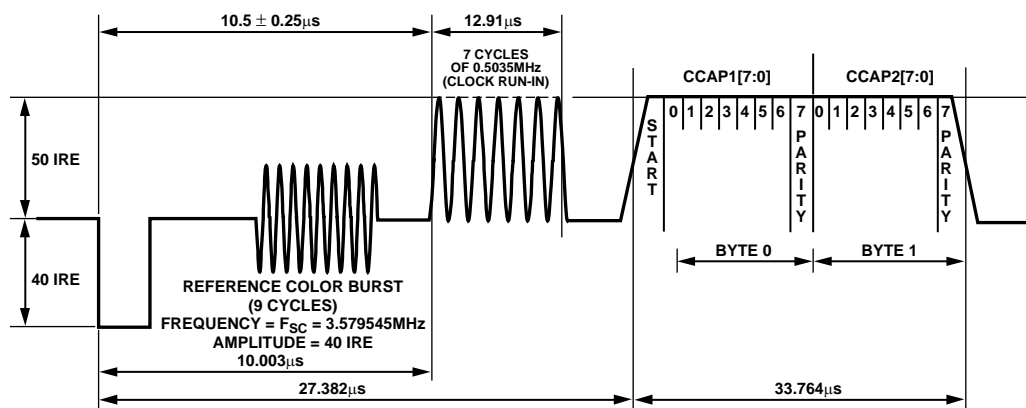 10.5 ± 0.25μs
12.91μs
7 CYCLES
OF 0.5035MHz
(CLOCK RUN-IN)
CCAP1[7:0]
CCAP2[7:0]
50 IRE
40 IRE
START
0 1 2 3 4 5 6 7
PARITY
0 1 2 3 4 5 6 7
PARITY
BYTE 0
BYTE 1
REFERENCE COLOR BURST
(9 CYCLES)
FREQUENCY = FSC = 3.579545MHz
AMPLITUDE = 40 IRE
10.003μs
27.382μs
33.764μs